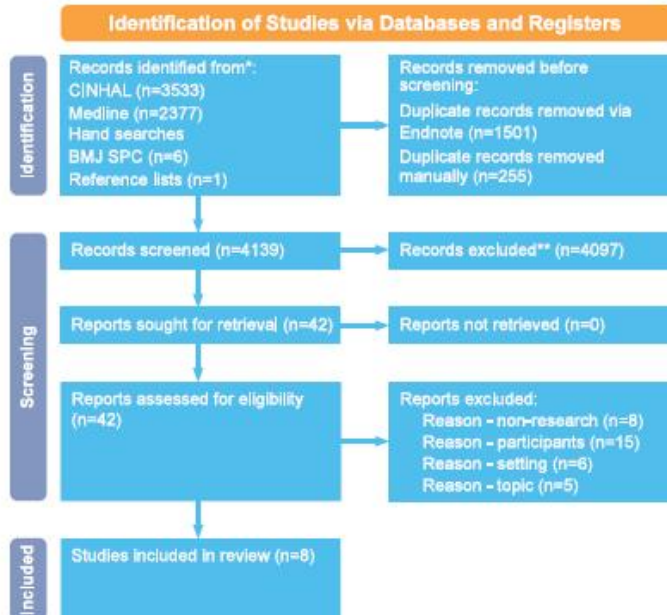 Identification of Studies via Databases and Registers
Identification
Records identified from*:
CINHAL (n=3533)
Medline (n=2377)
Hand searches
BMJ SPC (n=6)
Reference lists (n=1)
Records removed before
screening:
Duplicate records removed via
Endnote (n=1501)
Duplicate records removed
manually (n=255)
Screening
Records screened (n=4139)
Records excluded** (n=4097)
Reports sought for retrieval (n=42)
Reports not retrieved (n=0)
Reports assessed for eligibility
(n=42)
Reports excluded:
Reason - non-research (n=8)
Reason - participants (n=15)
Reason - setting (n=6)
Reason - topic (n=5)
Included
Studies included in review (n=8)